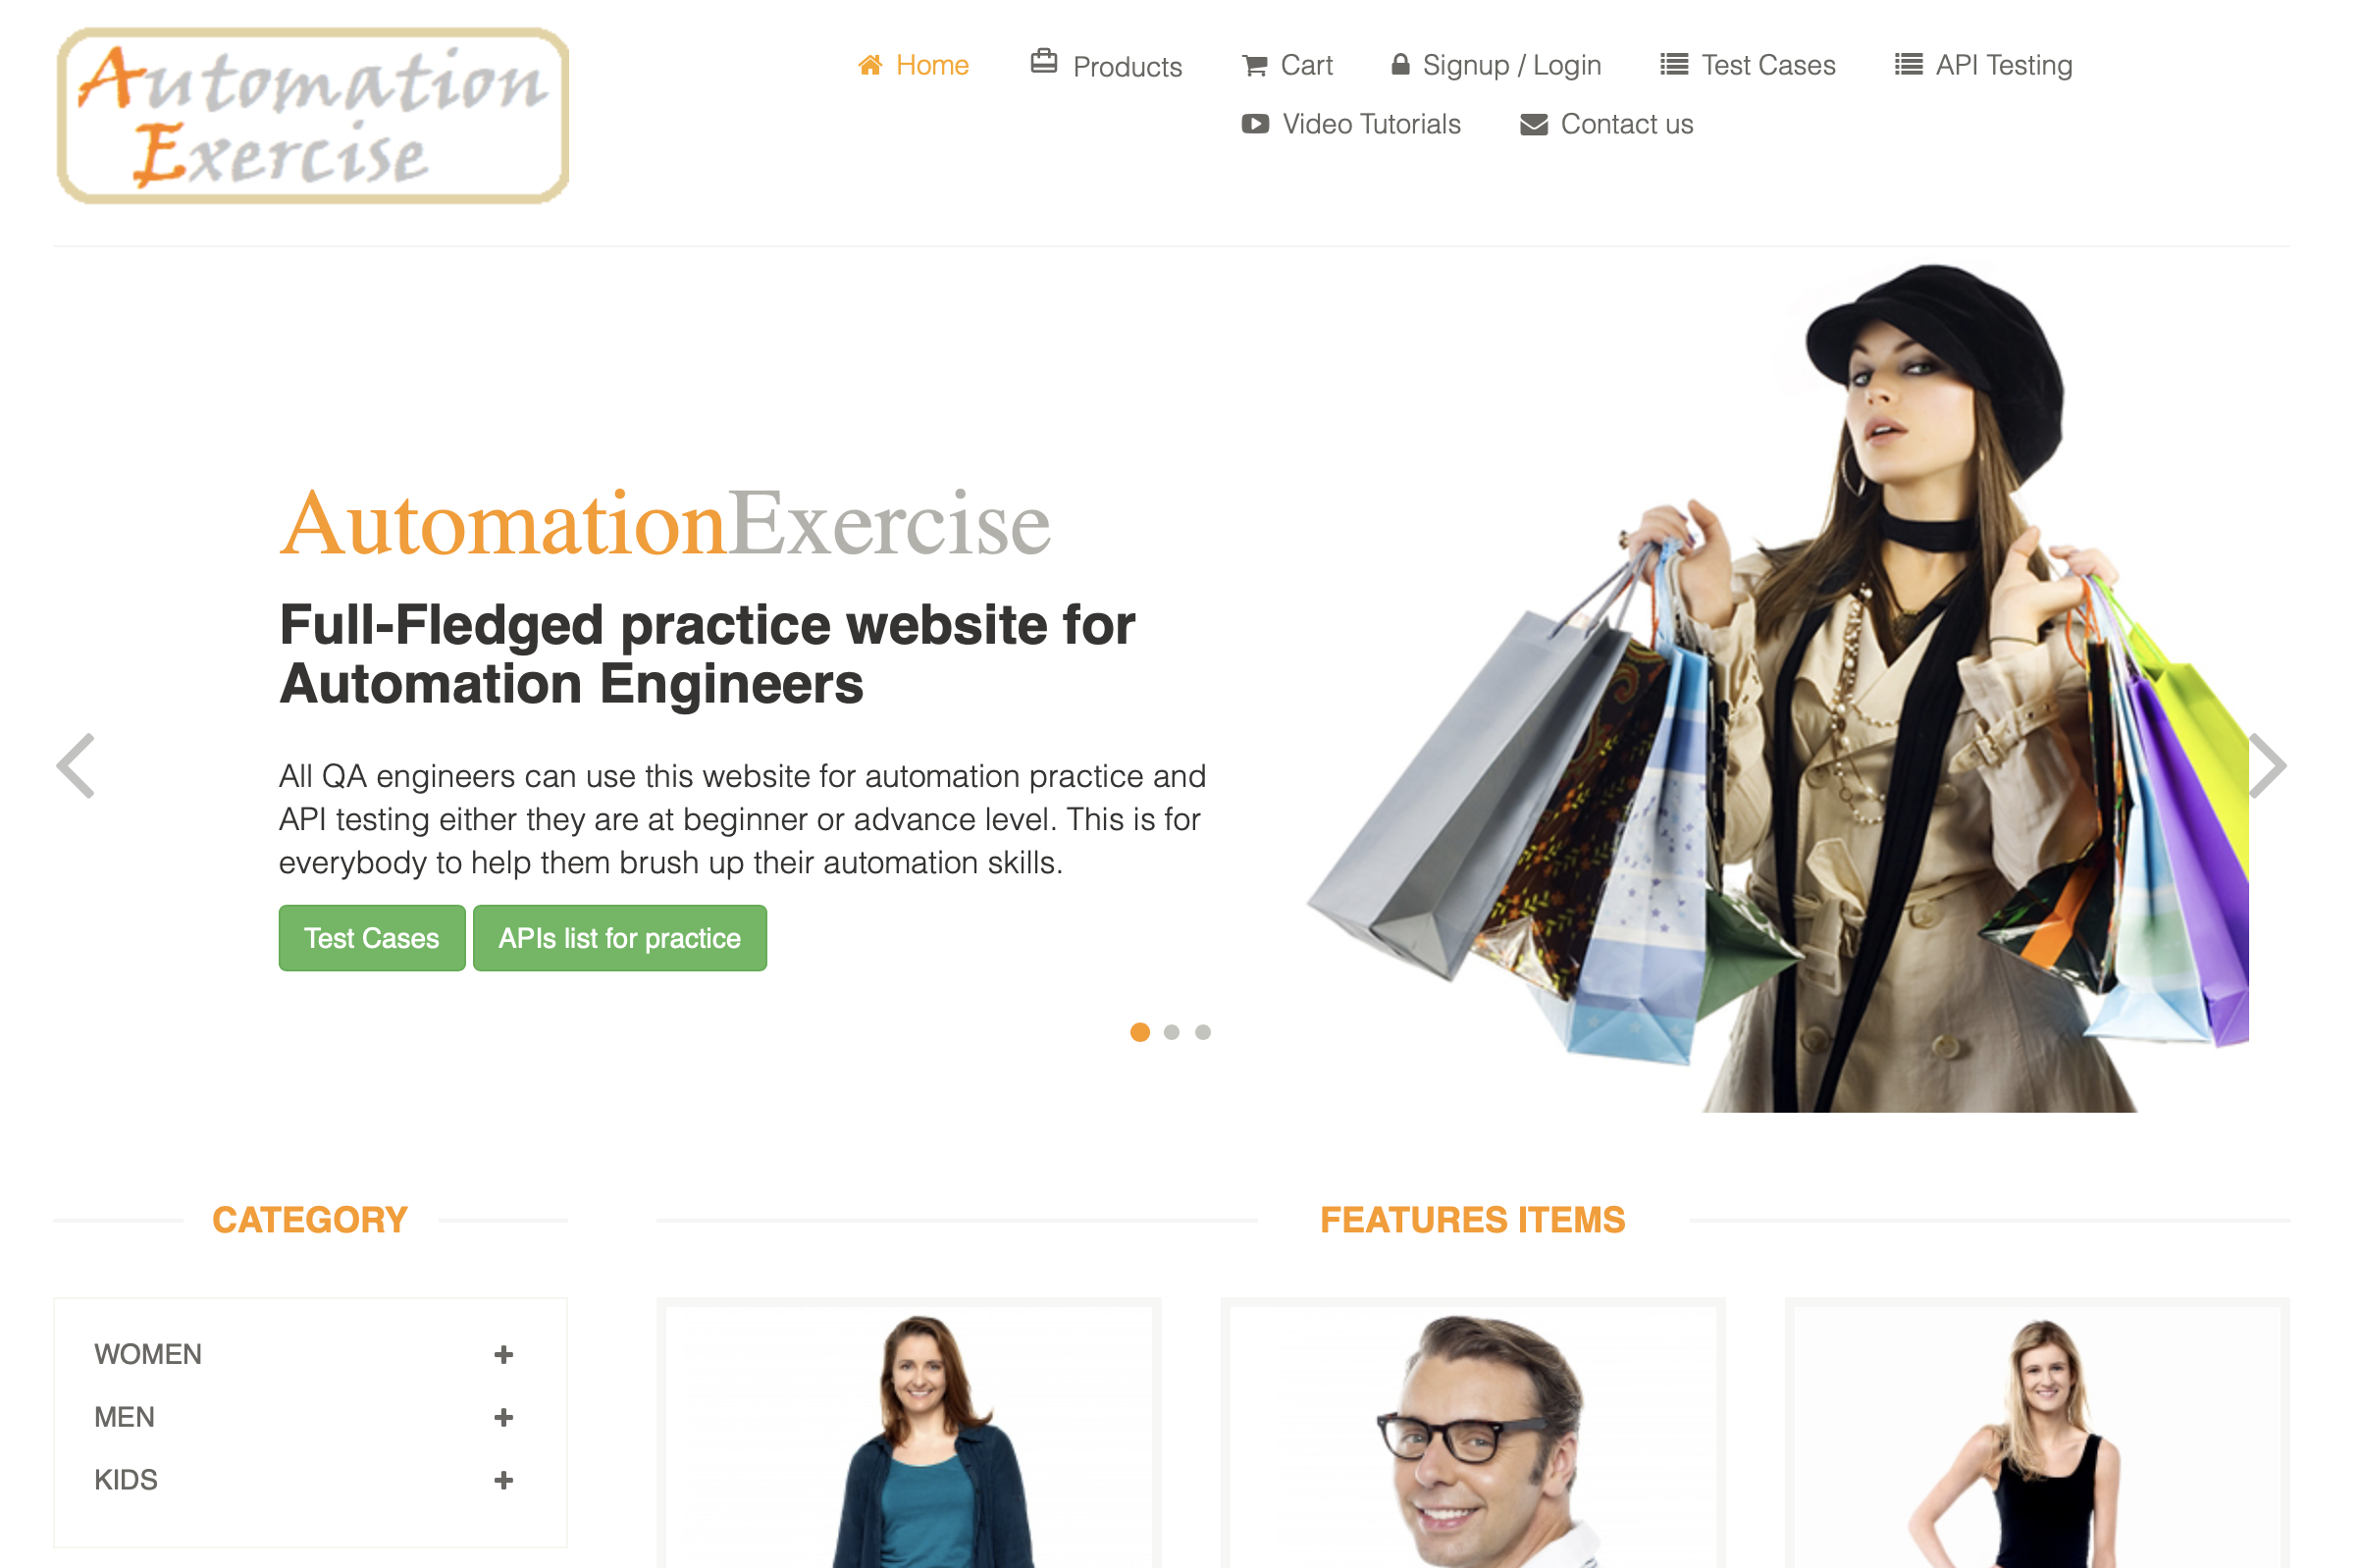 Automation
Exercise
Home Products Cart Signup / Login Test Cases API Testing
Video Tutorials Contact us
AutomationExercise
Full-Fledged practice website for
Automation Engineers
All QA engineers can use this website for automation practice and
API testing either they are at beginner or advance level. This is for
everybody to help them brush up their automation skills.
Test Cases APIs list for practice
CATEGORY
WOMEN
MEN
KIDS
FEATURES ITEMS